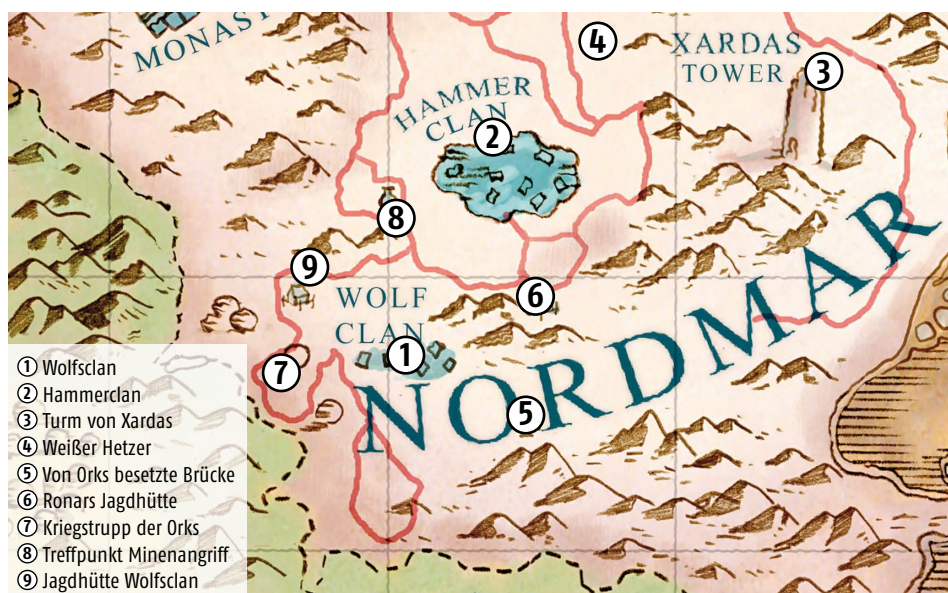 MONAST
HAMMER
CLAN
XARDAS
TOWER
4
3
2
8
9
WOLF
CLAN
6
1
7
5
NORDMAR
① Wolfsclan
② Hammerclan
③ Turm von Xardas
④ Weißer Hetzer
⑤ Von Orks besetzte Brücke
⑥ Ronars Jagdhütte
⑦ Kriegstrupp der Orks
⑧ Treffpunkt Minenangriff
⑨ Jagdhütte Wolfsclan